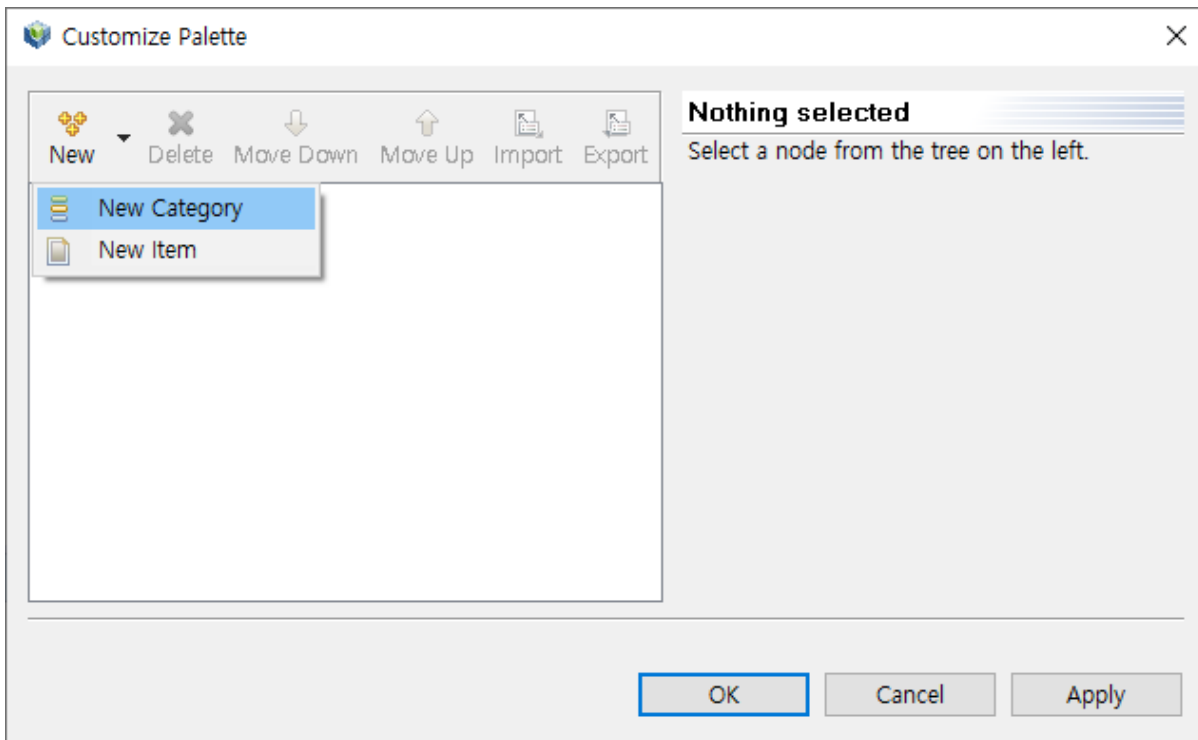 Customize Palette
New Delete Move Down Move Up Import Export
New Category
New Item
Nothing selected
Select a node from the tree on the left.
OK Cancel Apply